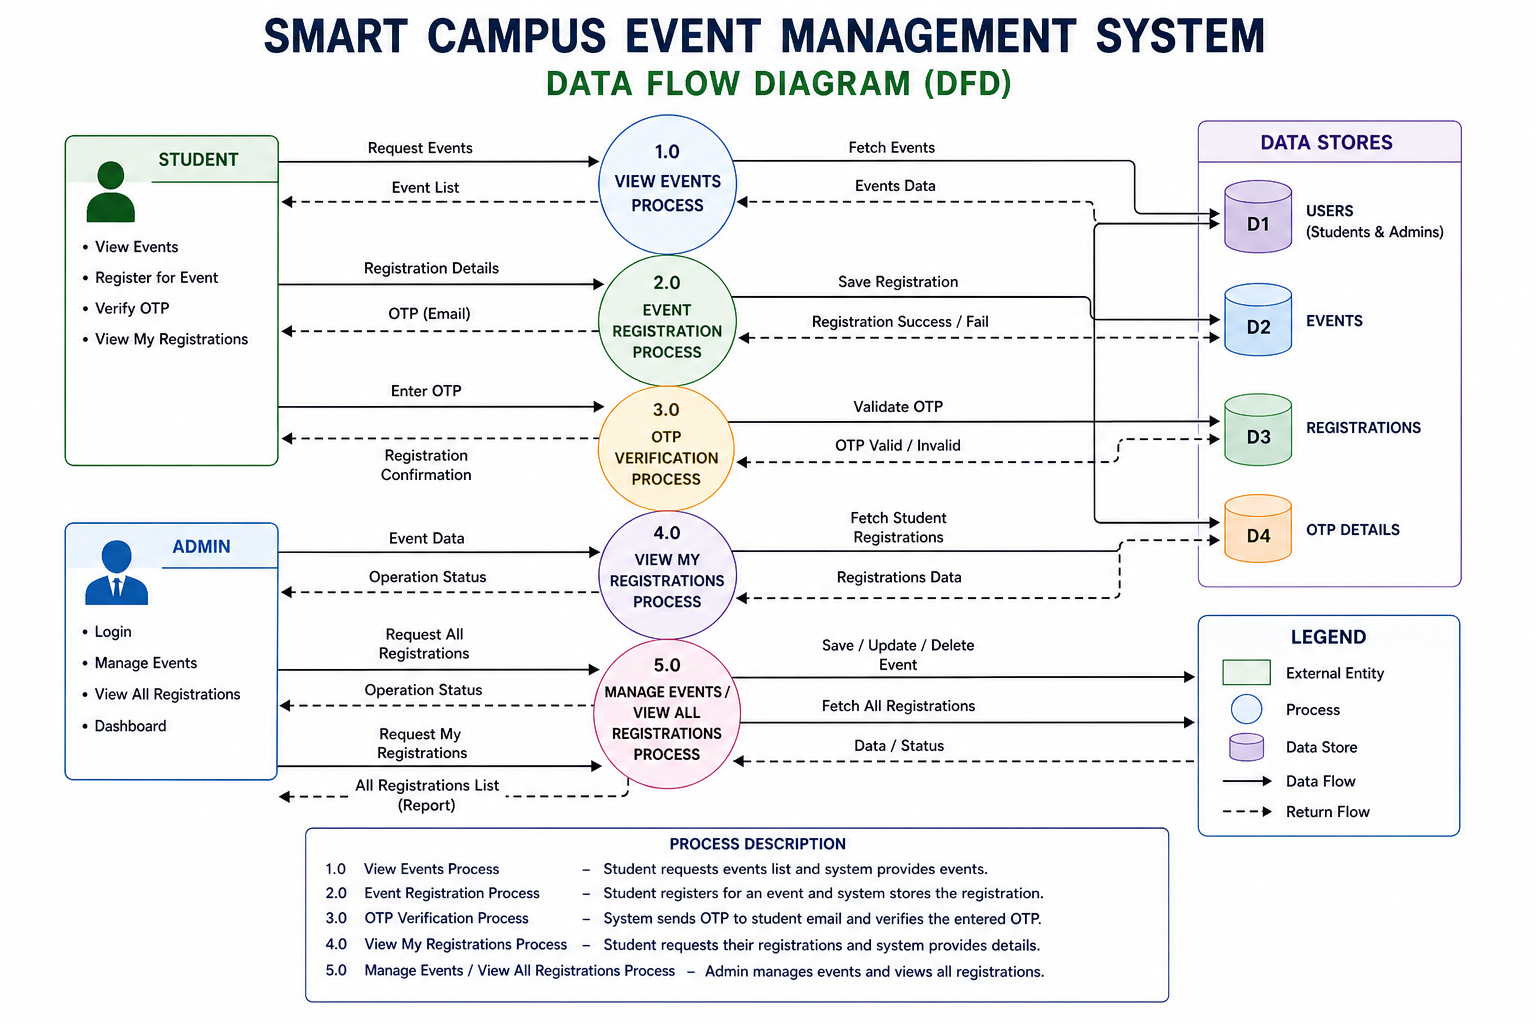 SMART CAMPUS EVENT MANAGEMENT SYSTEM
DATA FLOW DIAGRAM (DFD)
STUDENT
• View Events
• Register for Event
• Verify OTP
• View My Registrations
Request Events
Event List
Registration Details
OTP (Email)
Enter OTP
Registration
Confirmation
ADMIN
• Login
• Manage Events
• View All Registrations
• Dashboard
Event Data
Operation Status
Request All
Registrations
Operation Status
Request My
Registrations
All Registrations List
(Report)
1.0
VIEW EVENTS
PROCESS
2.0
EVENT
REGISTRATION
PROCESS
3.0
OTP
VERIFICATION
PROCESS
4.0
VIEW MY
REGISTRATIONS
PROCESS
5.0
MANAGE EVENTS /
VIEW ALL
REGISTRATIONS
PROCESS
Fetch Events
Events Data
Save Registration
Registration Success / Fail
Validate OTP
OTP Valid / Invalid
Fetch Student
Registrations
Registrations Data
Save / Update / Delete
Event
Fetch All Registrations
Data / Status
DATA STORES
D1
USERS
(Students & Admins)
D2
EVENTS
D3
REGISTRATIONS
D4
OTP DETAILS
LEGEND
External Entity
Process
Data Store
Data Flow
Return Flow
PROCESS DESCRIPTION
1.0 View Events Process – Student requests events list and system provides events.
2.0 Event Registration Process – Student registers for an event and system stores the registration.
3.0 OTP Verification Process – System sends OTP to student email and verifies the entered OTP.
4.0 View My Registrations Process – Student requests their registrations and system provides details.
5.0 Manage Events / View All Registrations Process – Admin manages events and views all registrations.